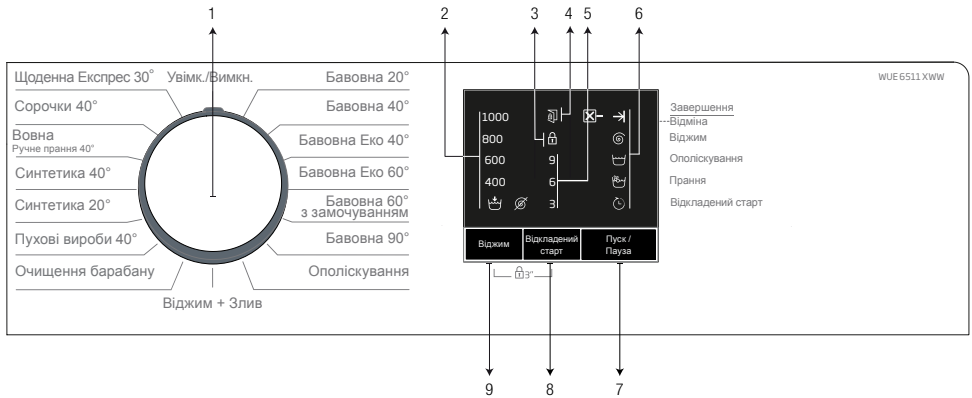 1
2
3
4
5
6
Щоденна Експрес 30°
Увімк./Вимкн.
Бавовна 20°
Сорочки 40°
Бавовна 40°
Вовна
Ручне прання 40°
Бавовна Еко 40°
Синтетика 40°
Бавовна Еко 60°
Синтетика 20°
Бавовна 60°
з замочуванням
Пухові вироби 40°
Бавовна 90°
Очищення барабану
Ополіскування
Віджим + Злив
WUE 6511 XWW
1000
800
600
400
9
6
3
Завершення
Відміна
Віджим
Ополіскування
Прання
Відкладений старт
Віджим
Відкладений
старт
Пуск /
Пауза
3"
9
8
7